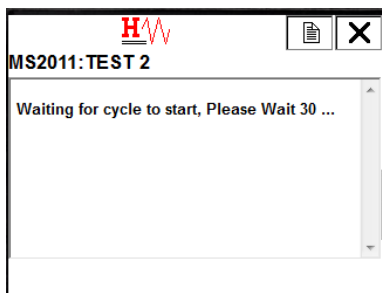 H
MS2011:TEST 2
Waiting for cycle to start, Please Wait 30 ...